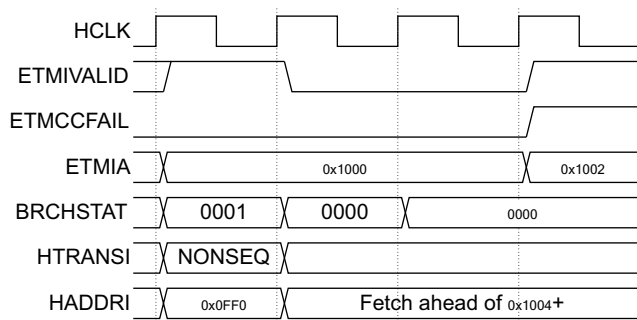 HCLK
ETMIVALID
ETMCCFAIL
ETMIA 0x1000 0x1002
BRCHSTAT 0001 0000 0000
HTRANSI NONSEQ
HADDRI 0x0FF0 Fetch ahead of 0x1004+